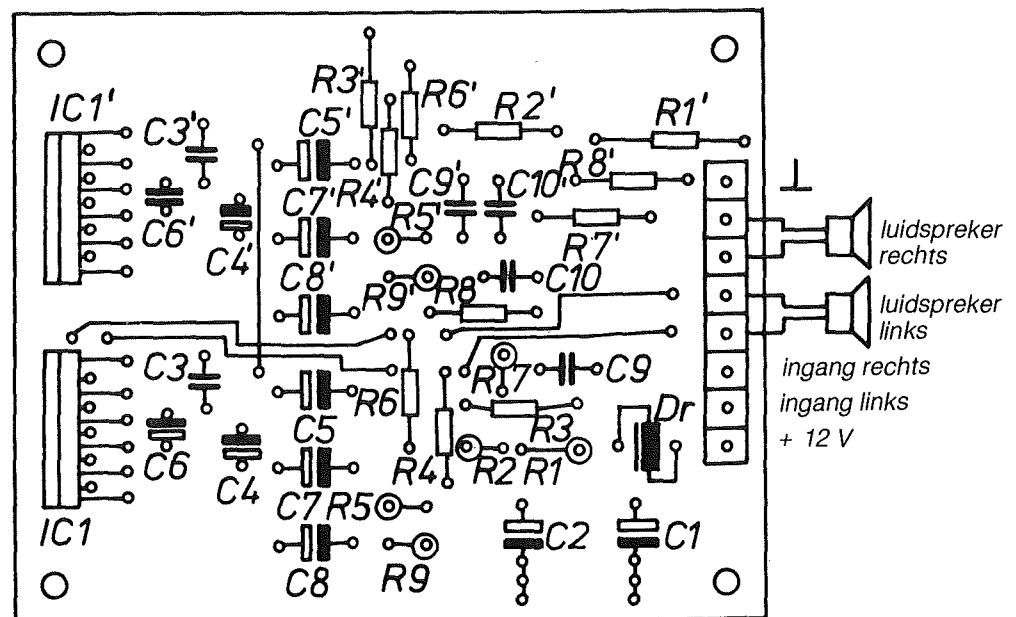 IC1'
C3'
C6'
C4'
R3'
R6'
C5'
R4'
R2'
R1'
C9'
C10'
R8'
C7'
R5'
R7'
C8'
R9'
R8
C10
luidspreker
rechts
luidspreker
links
ingang rechts
ingang links
+ 12 V
C3
C6
C4
IC1
C5
R6
R7
C9
R3
Dr
R4
R2
R1
C7
R5
C8
R9
C2
C1